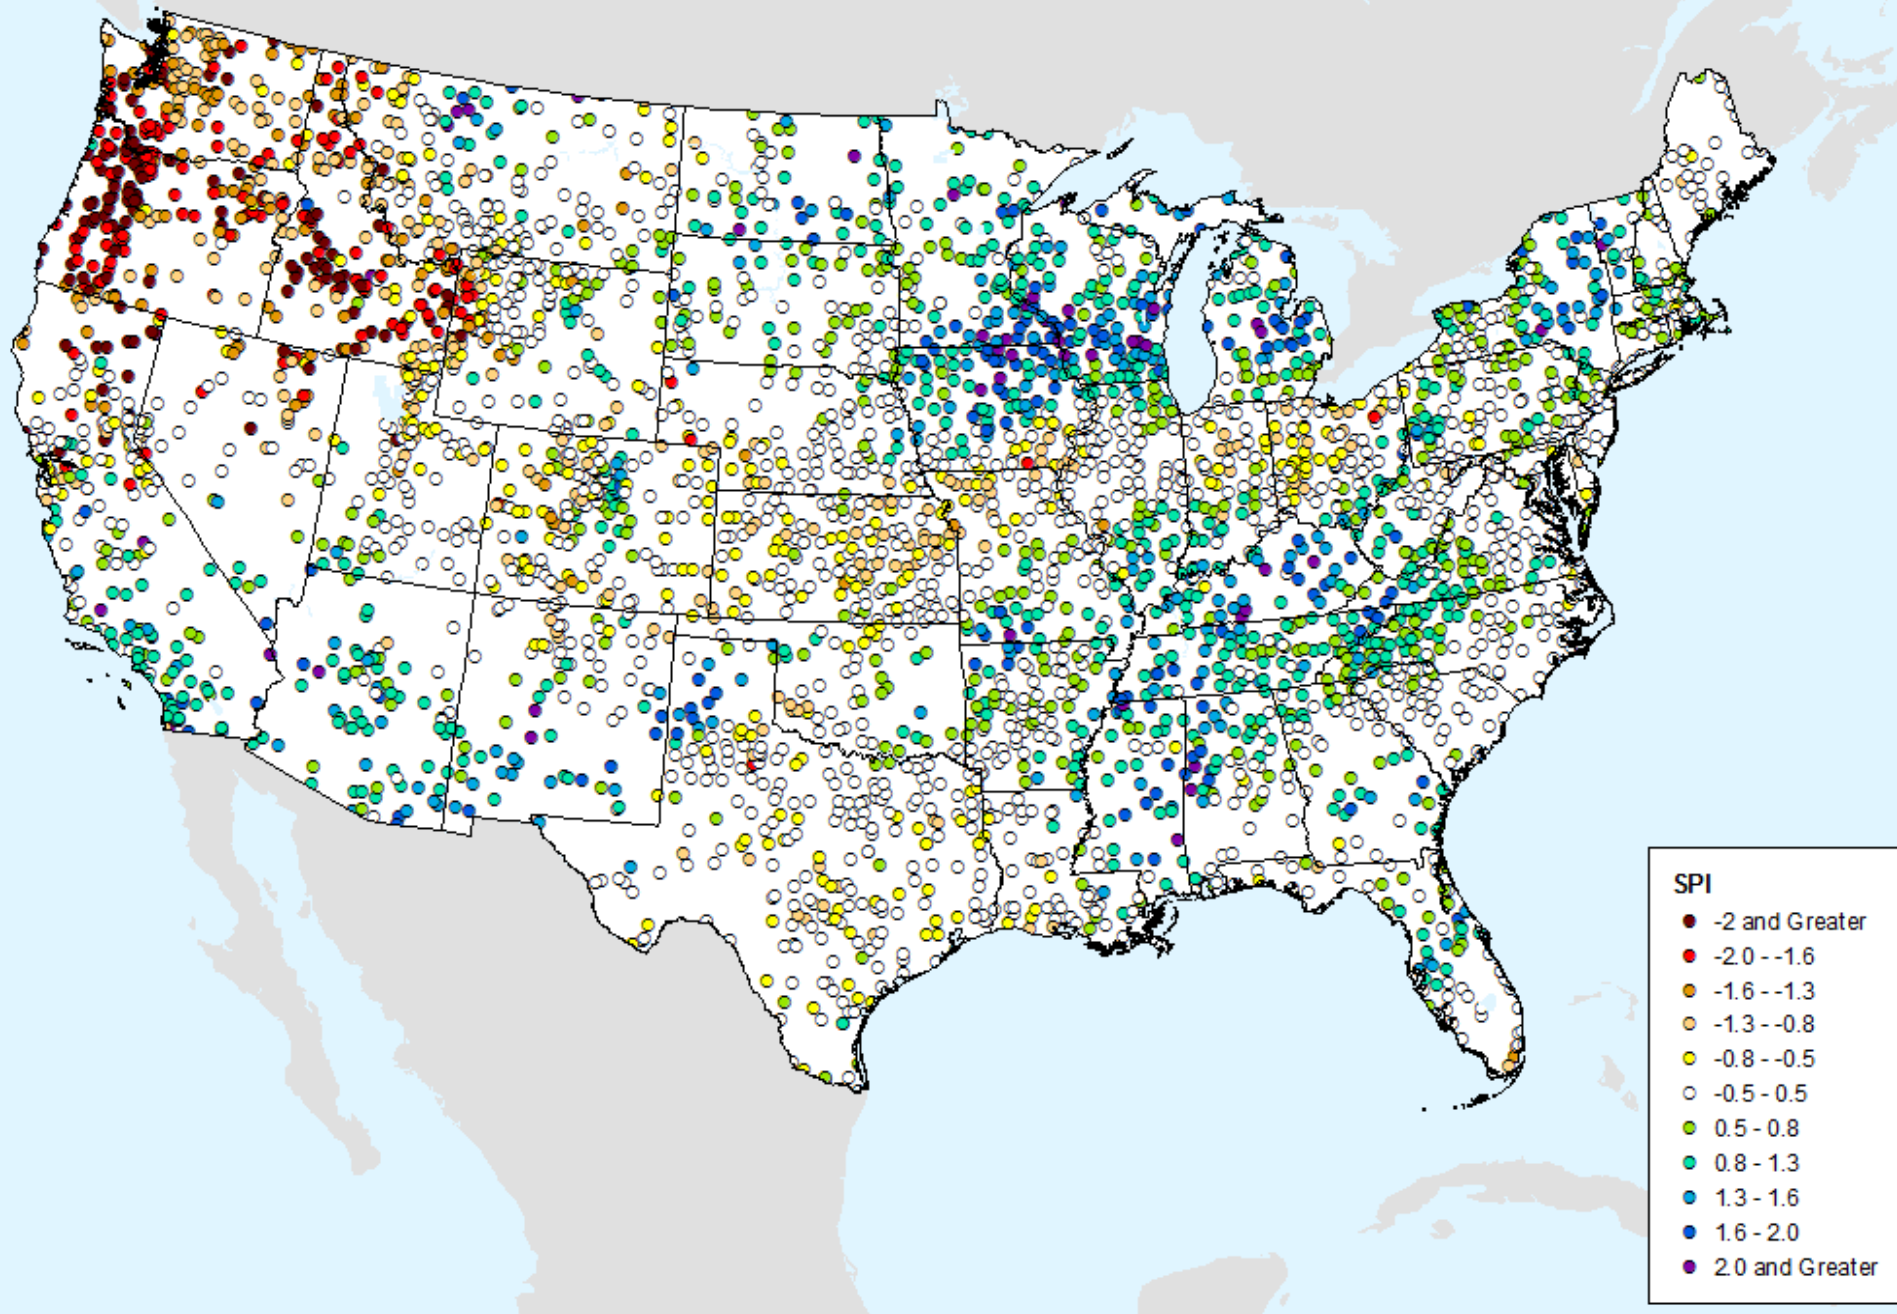 SPI
-2 and Greater
-2.0 - -1.6
-1.6 - -1.3
-1.3 - -0.8
-0.8 - -0.5
-0.5 - 0.5
0.5 - 0.8
0.8 - 1.3
1.3 - 1.6
1.6 - 2.0
2.0 and Greater